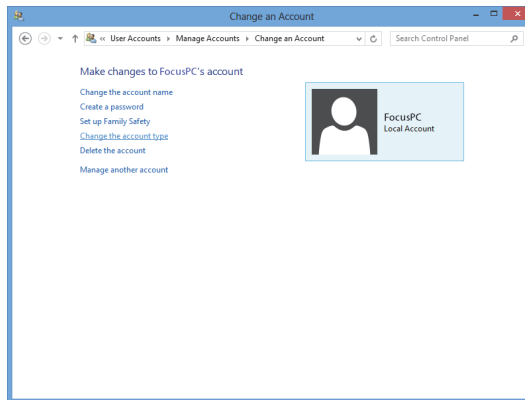 Change an Account
« User Accounts ▸ Manage Accounts ▸ Change an Account
Search Control Panel
Make changes to FocusPC's account
Change the account name
Create a password
Set up Family Safety
Change the account type
Delete the account
Manage another account
FocusPC
Local Account